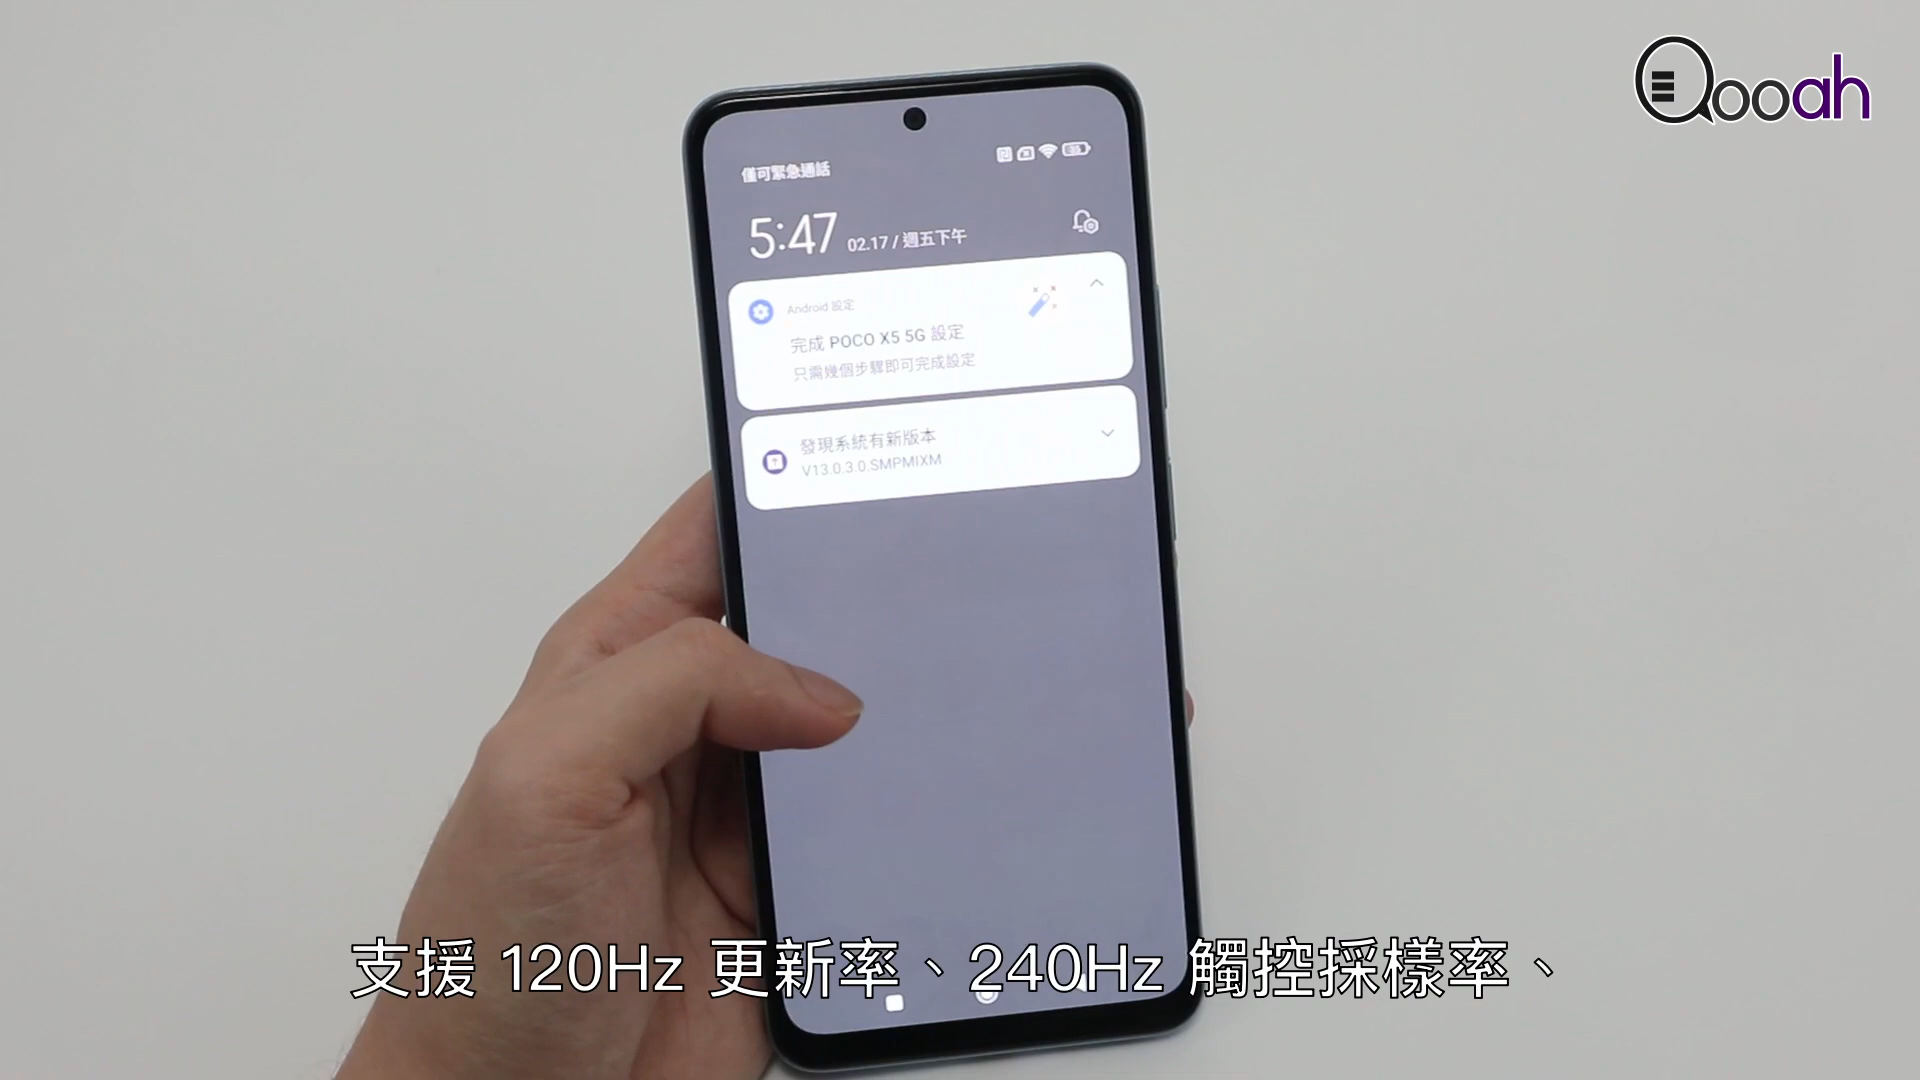 Qooah
僅可緊急通話
35
5:47 02.17 / 週五下午
Android 設定
完成 POCO X5 5G 設定
只需幾個步驟即可完成設定
發現系統有新版本
V13.0.3.0.SMPMIXM
支援 120Hz 更新率、240Hz 觸控採樣率、